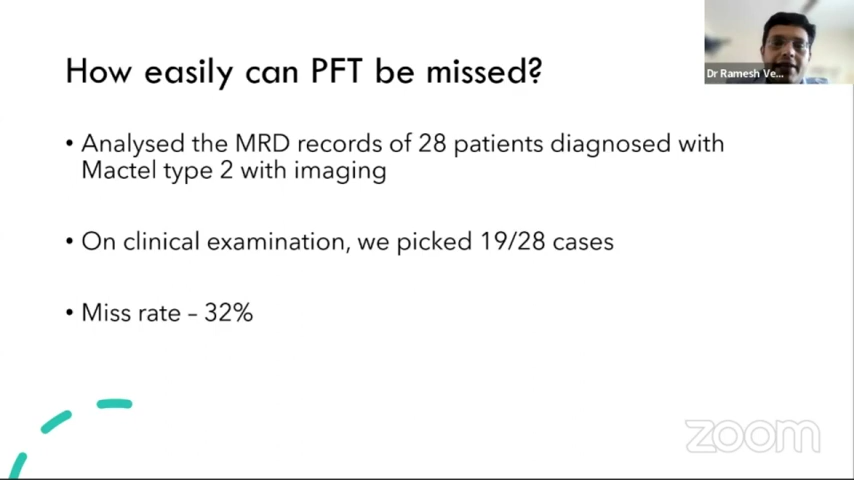 How easily can PFT be missed?
• Analysed the MRD records of 28 patients diagnosed with
Mactel type 2 with imaging
• On clinical examination, we picked 19/28 cases
• Miss rate – 32%
Dr Ramesh Ve...
zoom